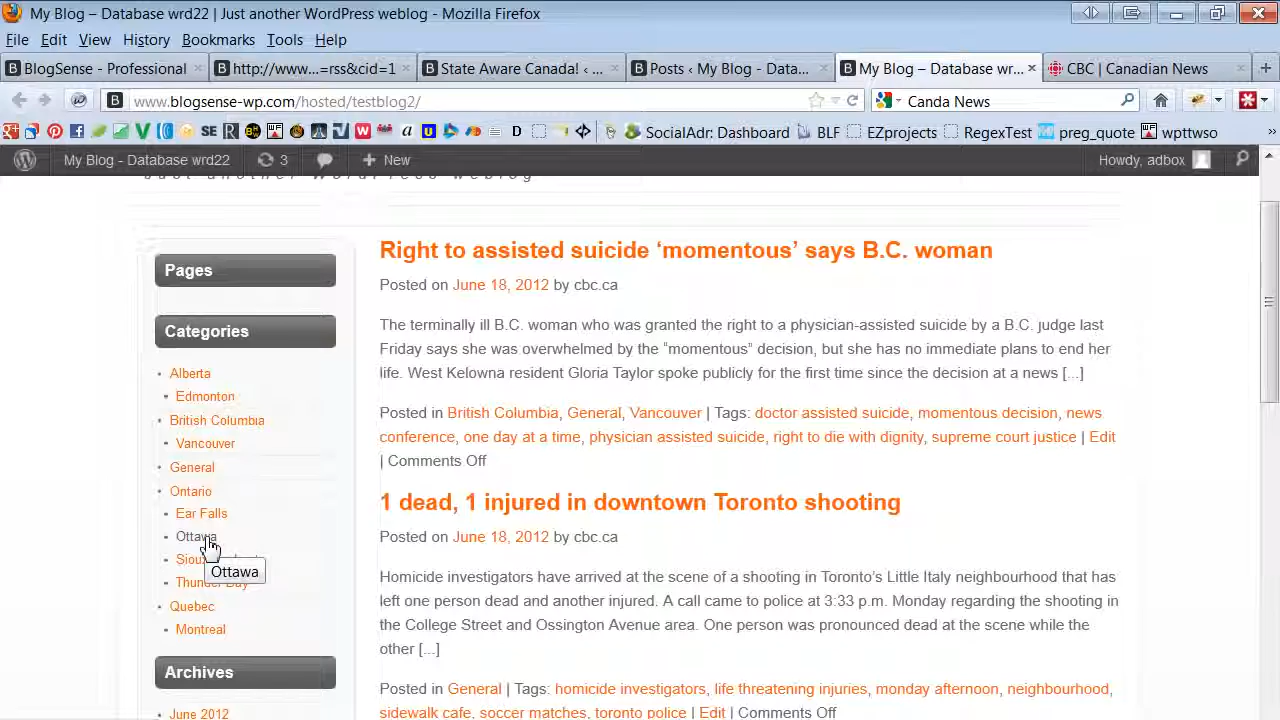 My Blog – Database wrd22 | Just another WordPress weblog - Mozilla Firefox
File Edit View History Bookmarks Tools Help
BlogSense - Professional
http://www...=rss&cid=1
State Aware Canada! ‹ ...
Posts ‹ My Blog - Data...
My Blog – Database wr...
CBC | Canadian News
www.blogsense-wp.com/hosted/testblog2/
Canda News
SE SocialAdr: Dashboard BLF EZprojects RegexTest preg_quote wpttwso
My Blog - Database wrd22 3 + New Howdy, adbox
Just another WordPress weblog
Pages
Categories
Alberta
Edmonton
British Columbia
Vancouver
General
Ontario
Ear Falls
Ottawa
Sioux
Ottawa
Thunder Bay
Quebec
Montreal
Archives
June 2012
Right to assisted suicide ‘momentous’ says B.C. woman
Posted on June 18, 2012 by cbc.ca
The terminally ill B.C. woman who was granted the right to a physician-assisted suicide by a B.C. judge last
Friday says she was overwhelmed by the “momentous” decision, but she has no immediate plans to end her
life. West Kelowna resident Gloria Taylor spoke publicly for the first time since the decision at a news [...]
Posted in British Columbia, General, Vancouver | Tags: doctor assisted suicide, momentous decision, news
conference, one day at a time, physician assisted suicide, right to die with dignity, supreme court justice | Edit
| Comments Off
1 dead, 1 injured in downtown Toronto shooting
Posted on June 18, 2012 by cbc.ca
Homicide investigators have arrived at the scene of a shooting in Toronto’s Little Italy neighbourhood that has
left one person dead and another injured. A call came to police at 3:33 p.m. Monday regarding the shooting in
the College Street and Ossington Avenue area. One person was pronounced dead at the scene while the
other [...]
Posted in General | Tags: homicide investigators, life threatening injuries, monday afternoon, neighbourhood,
sidewalk cafe, soccer matches, toronto police | Edit | Comments Off